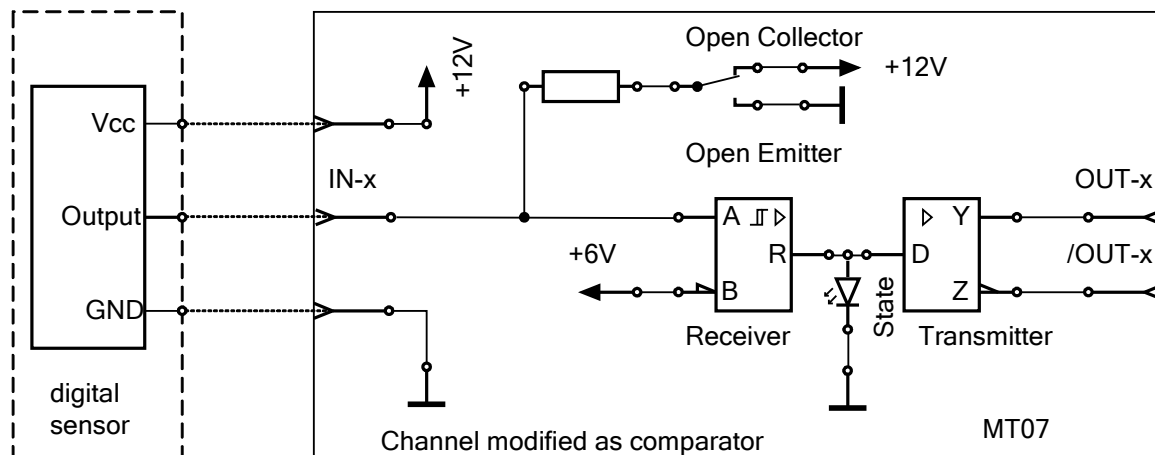 Open Collector
+12V
+12V
Vcc
Open Emitter
IN-x
OUT-x
Output
A
Y
+6V
R
D
/OUT-x
B
Z
GND
State
Receiver
Transmitter
digital
sensor
Channel modified as comparator
MT07